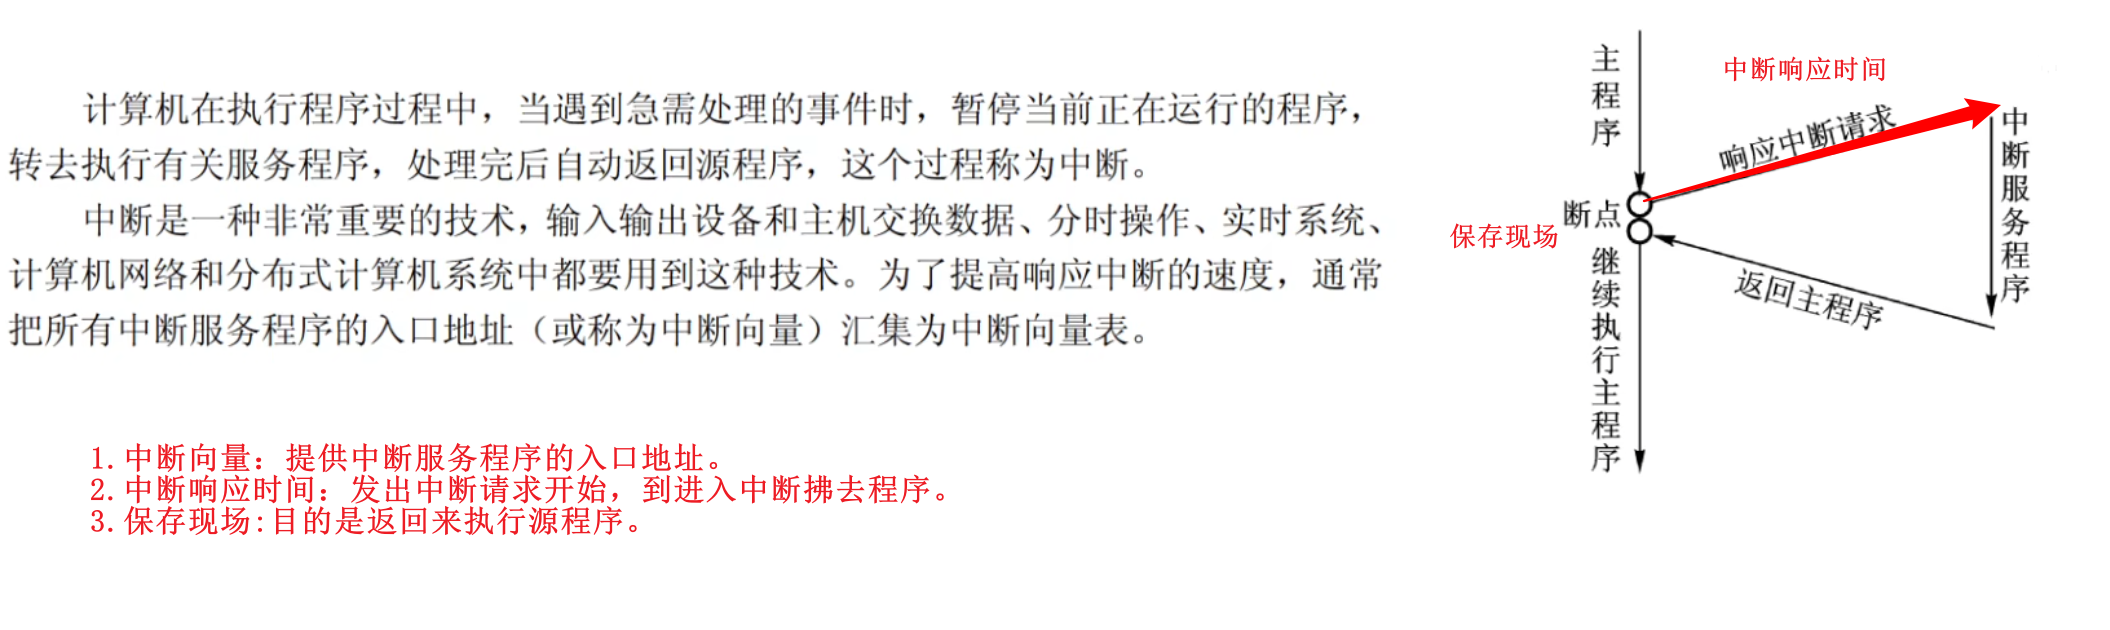 计算机在执行程序过程中，当遇到急需处理的事件时，暂停当前正在运行的程序，
转去执行有关服务程序，处理完后自动返回源程序，这个过程称为中断。
中断是一种非常重要的技术，输入输出设备和主机交换数据、分时操作、实时系统、
计算机网络和分布式计算机系统中都要用到这种技术。为了提高响应中断的速度，通常
把所有中断服务程序的入口地址（或称为中断向量）汇集为中断向量表。
1.中断向量：提供中断服务程序的入口地址。
2.中断响应时间：发出中断请求开始，到进入中断拂去程序。
3.保存现场:目的是返回来执行源程序。
主程序
中断响应时间
响应中断请求
中断服务程序
断点
保存现场
返回主程序
继续执行主程序